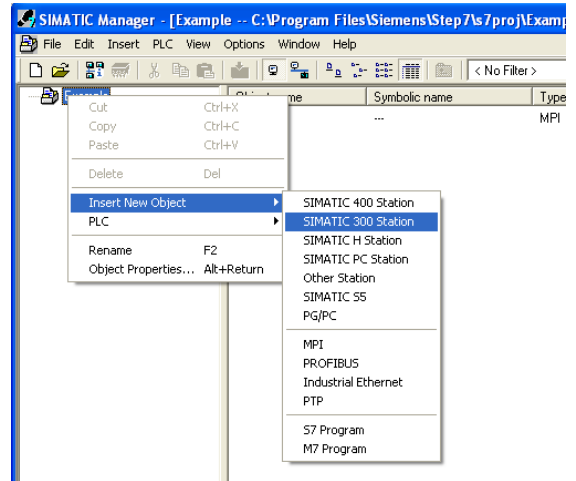 SIMATIC Manager - [Example -- C:\Program Files\Siemens\Step7\s7proj\Examp
File Edit Insert PLC View Options Window Help
< No Filter >
Symbolic name Type
--- MPI
Cut Ctrl+X
Copy Ctrl+C
Paste Ctrl+V
Delete Del
Insert New Object
PLC
Rename F2
Object Properties... Alt+Return
SIMATIC 400 Station
SIMATIC 300 Station
SIMATIC H Station
SIMATIC PC Station
Other Station
SIMATIC S5
PG/PC
MPI
PROFIBUS
Industrial Ethernet
PTP
S7 Program
M7 Program